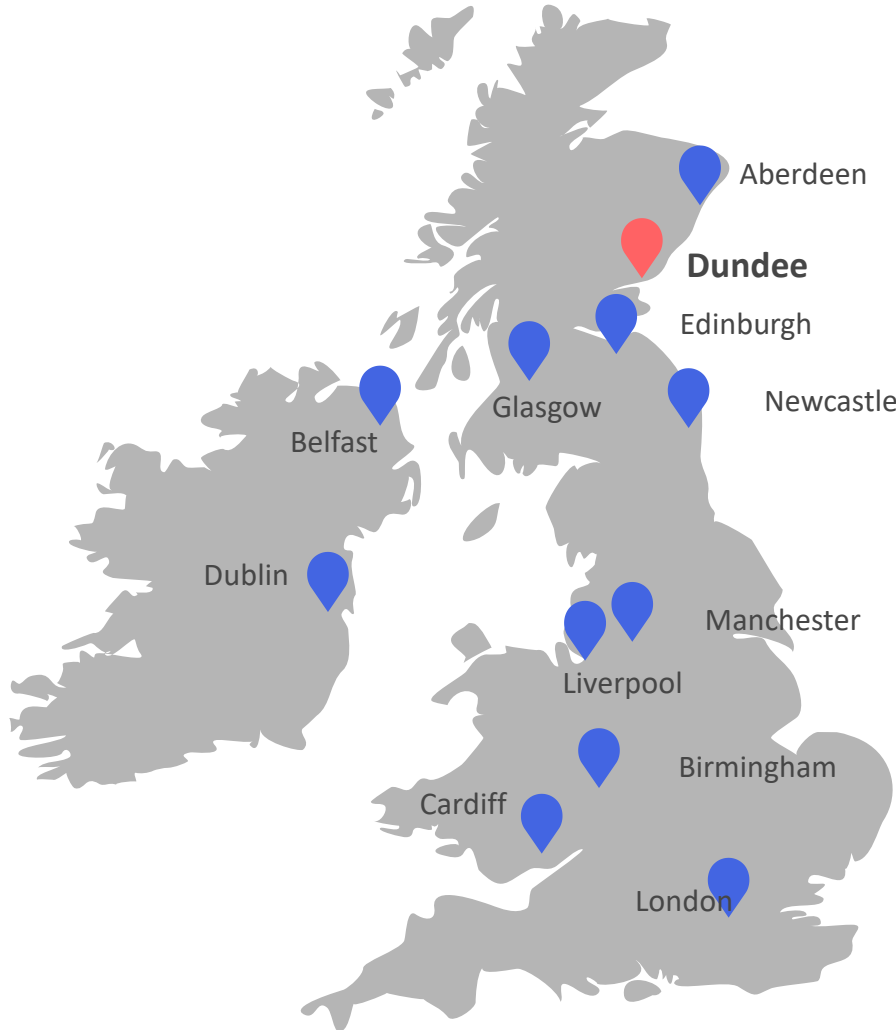 Aberdeen
Dundee
Edinburgh
Newcastle
Glasgow
Belfast
Dublin
Manchester
Liverpool
Birmingham
Cardiff
London